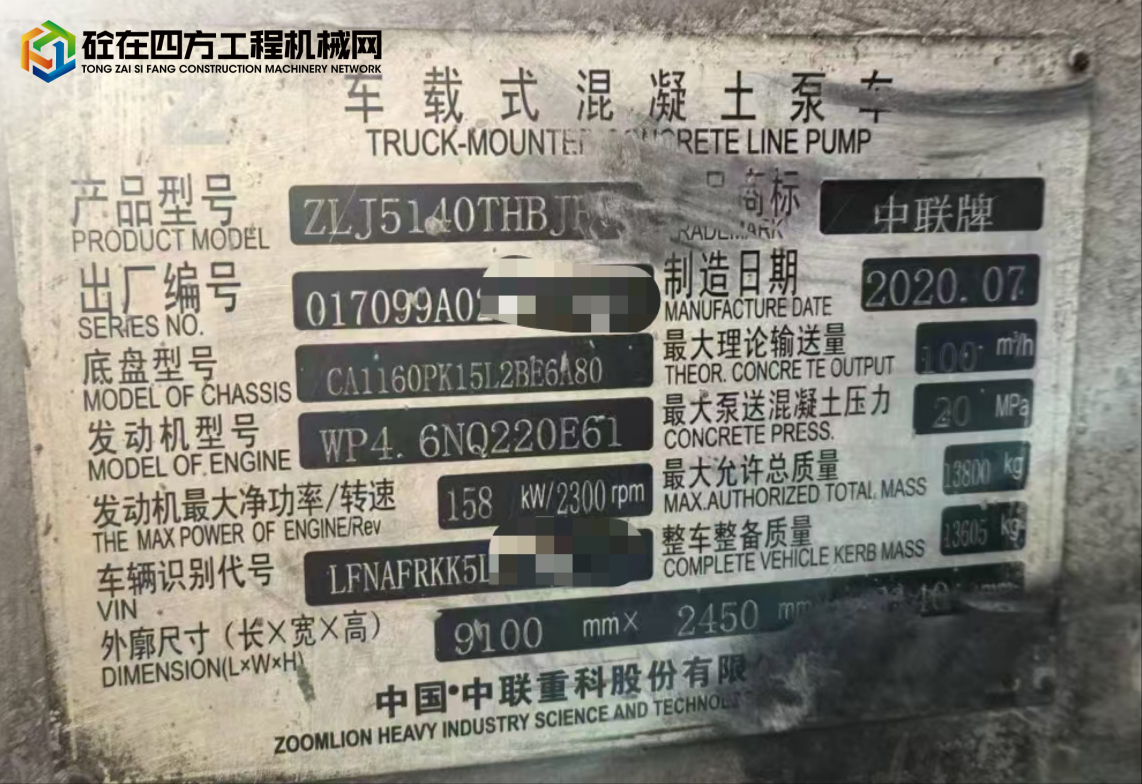 砼在四方工程机械网
TONG ZAI SI FANG CONSTRUCTION MACHINERY NETWORK
车载式混凝土泵车
TRUCK-MOUNTED CONCRETE LINE PUMP
产品型号 ZLJ5140THBJ 品商标 中联牌
PRODUCT MODEL TRADEMARK
出厂编号 017099A02 制造日期 2020.07
SERIES NO. MANUFACTURE DATE
底盘型号 CA1160PK15L2BE6A80 最大理论输送量 100 m³/h
MODEL OF CHASSIS THEOR. CONCRE TE OUTPUT
发动机型号 WP4.6NQ220E61 最大泵送混凝土压力 20 MPa
MODEL OF ENGINE CONCRETE PRESS.
发动机最大净功率/转速 158 kW/2300 rpm 最大允许总质量 13800 kg
THE MAX POWER OF ENGINE/Rev MAX.AUTHORIZED TOTAL MASS
车辆识别代号 LFNAFRKK5L 整车整备质量 13605 kg
VIN COMPLETE VEHICLE KERB MASS
外廓尺寸（长×宽×高） 9100 mm× 2450 mm
DIMENSION(L×W×H)
中国·中联重科股份有限
ZOOMLION HEAVY INDUSTRY SCIENCE AND TECHNOL